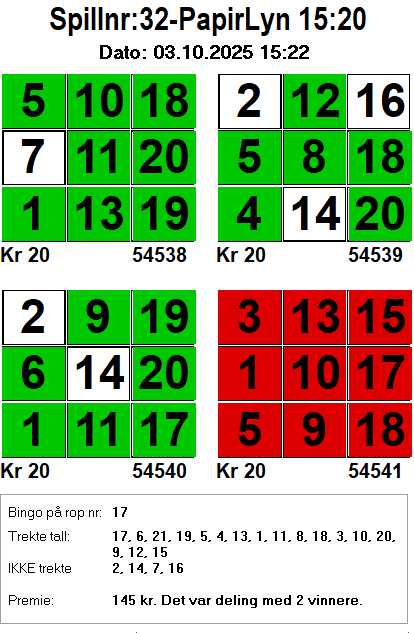 Spillnr:32-PapirLyn 15:20
Dato: 03.10.2025 15:22
5 10 18
7 11 20
1 13 19
Kr 20 54538
2 12 16
5 8 18
4 14 20
Kr 20 54539
2 9 19
6 14 20
1 11 17
Kr 20 54540
3 13 15
1 10 17
5 9 18
Kr 20 54541
Bingo på rop nr: 17
Trekte tall: 17, 6, 21, 19, 5, 4, 13, 1, 11, 8, 18, 3, 10, 20,
9, 12, 15
IKKE trekte 2, 14, 7, 16
Premie: 145 kr. Det var deling med 2 vinnere.